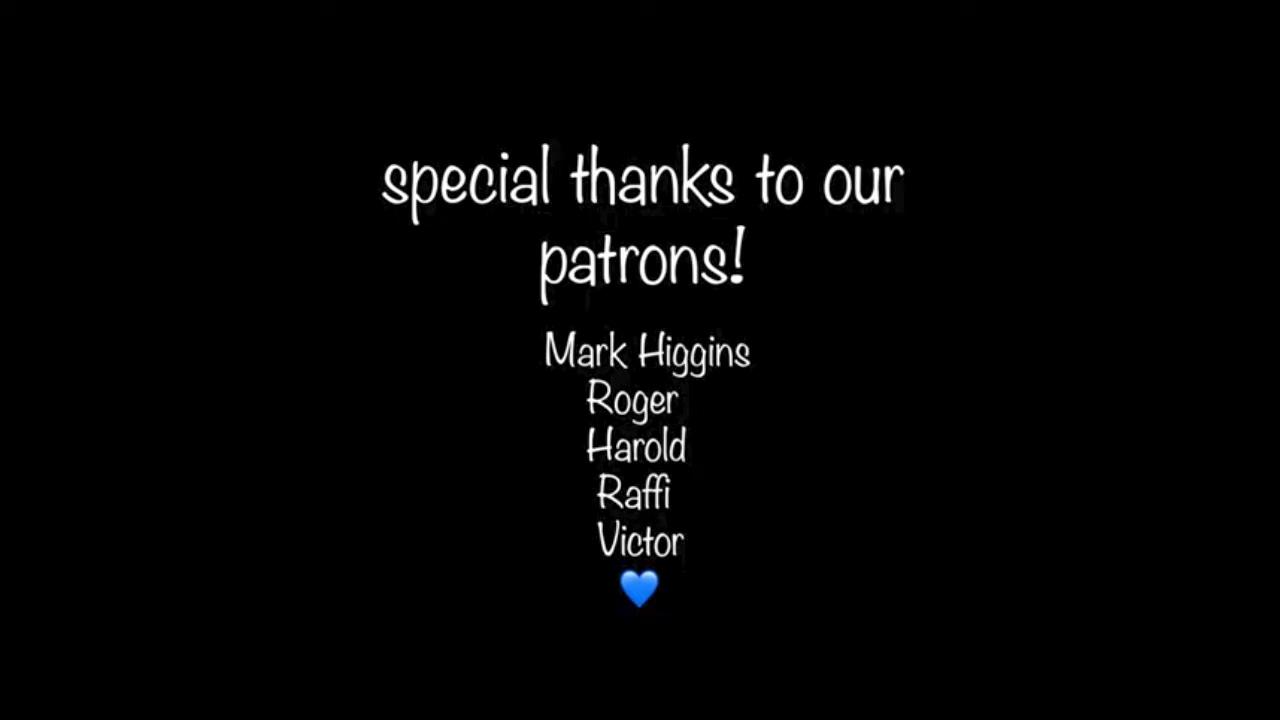 special thanks to our
patrons!
Mark Higgins
Roger
Harold
Raffi
Victor
💙